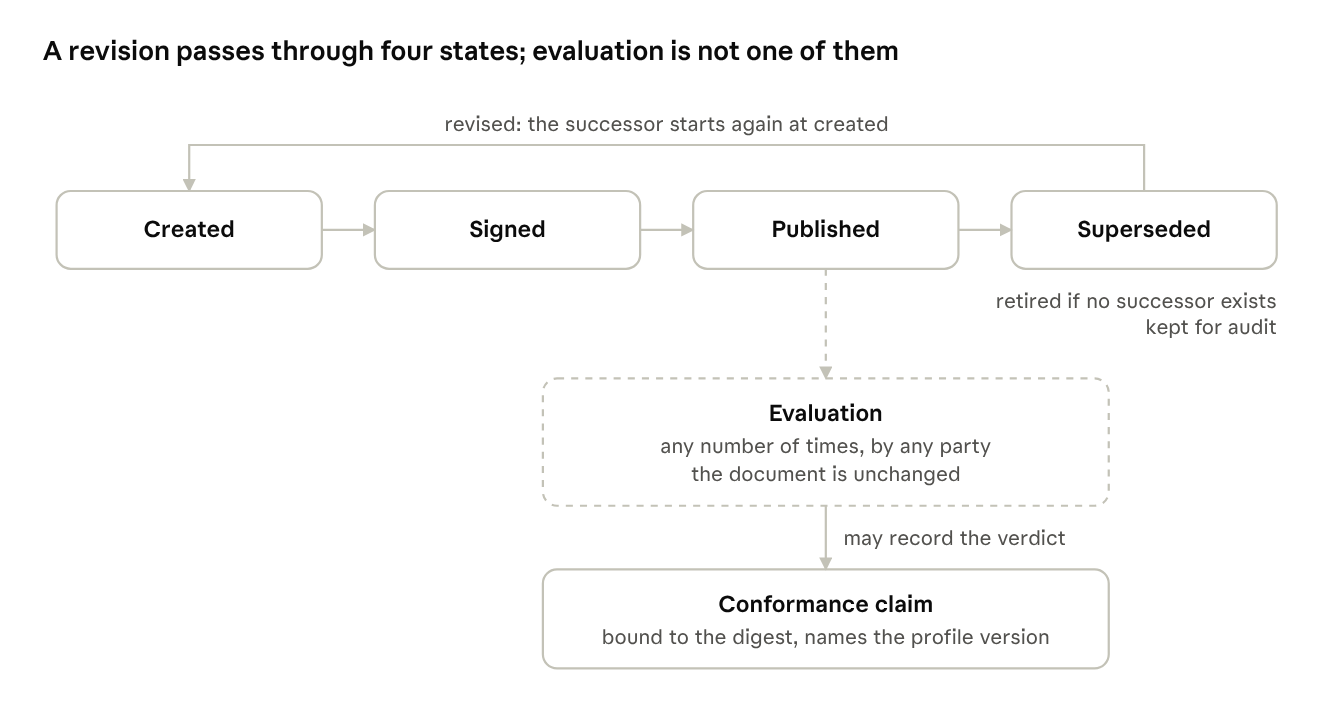 A revision passes through four states; evaluation is not one of them
revised: the successor starts again at created
Created
Signed
Published
Superseded
retired if no successor exists
kept for audit
Evaluation
any number of times, by any party
the document is unchanged
may record the verdict
Conformance claim
bound to the digest, names the profile version